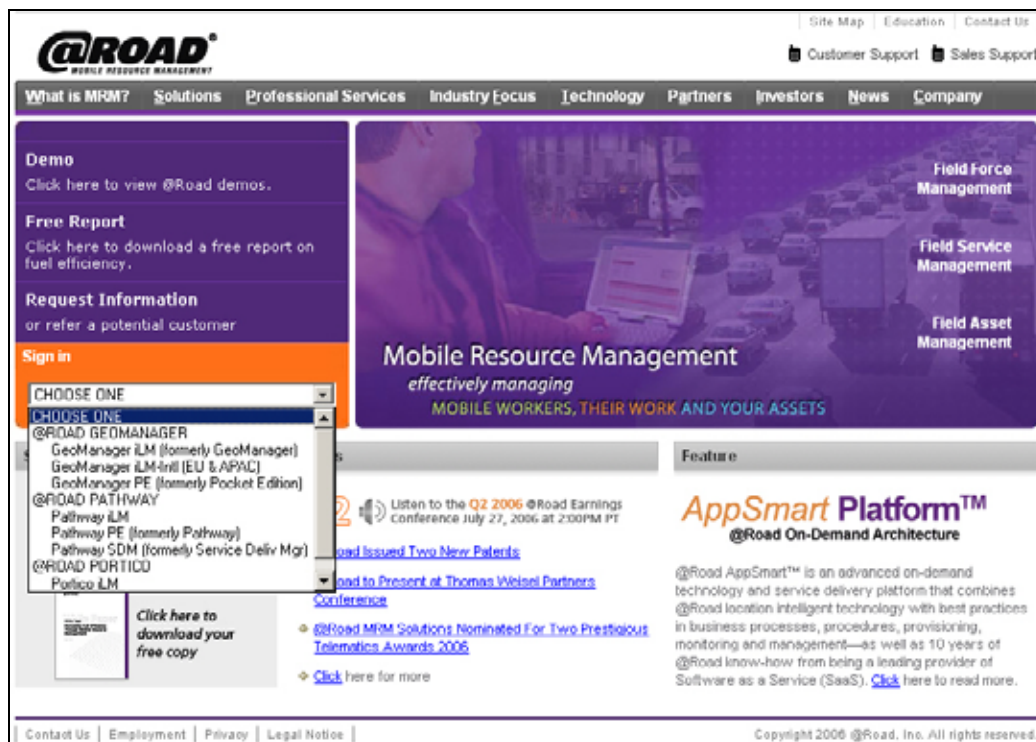 Site Map | Education | Contact Us
@ROAD®
MOBILE RESOURCE MANAGEMENT
Customer Support Sales Support
What is MRM? Solutions Professional Services Industry Focus Technology Partners Investors News Company
Demo
Click here to view @Road demos.
Free Report
Click here to download a free report on
fuel efficiency.
Request Information
or refer a potential customer
Sign in
CHOOSE ONE
CHOOSE ONE
@ROAD GEOMANAGER
GeoManager iLM (formerly GeoManager)
GeoManager iLM-Intl (EU & APAC)
GeoManager PE (formerly Pocket Edition)
@ROAD PATHWAY
Pathway iLM
Pathway PE (formerly Pathway)
Pathway SDM (formerly Service Deliv Mgr)
@ROAD PORTICO
Portico iLM
Field Force
Management
Field Service
Management
Field Asset
Management
Mobile Resource Management
effectively managing
MOBILE WORKERS, THEIR WORK AND YOUR ASSETS
Click here to
download your
free copy
Listen to the Q2 2006 @Road Earnings
Conference July 27, 2006 at 2:00PM PT
Issued Two New Patents
to Present at Thomas Weisel Partners
Conference
@Road MRM Solutions Nominated For Two Prestigious
Telematics Awards 2006
Click here for more
Feature
AppSmart Platform™
@Road On-Demand Architecture
@Road AppSmart™ is an advanced on-demand
technology and service delivery platform that combines
@Road location intelligent technology with best practices
in business processes, procedures, provisioning,
monitoring and management—as well as 10 years of
@Road know-how from being a leading provider of
Software as a Service (SaaS). Click here to read more.
Contact Us | Employment | Privacy | Legal Notice |
Copyright 2006 @Road, Inc. All rights reserved.